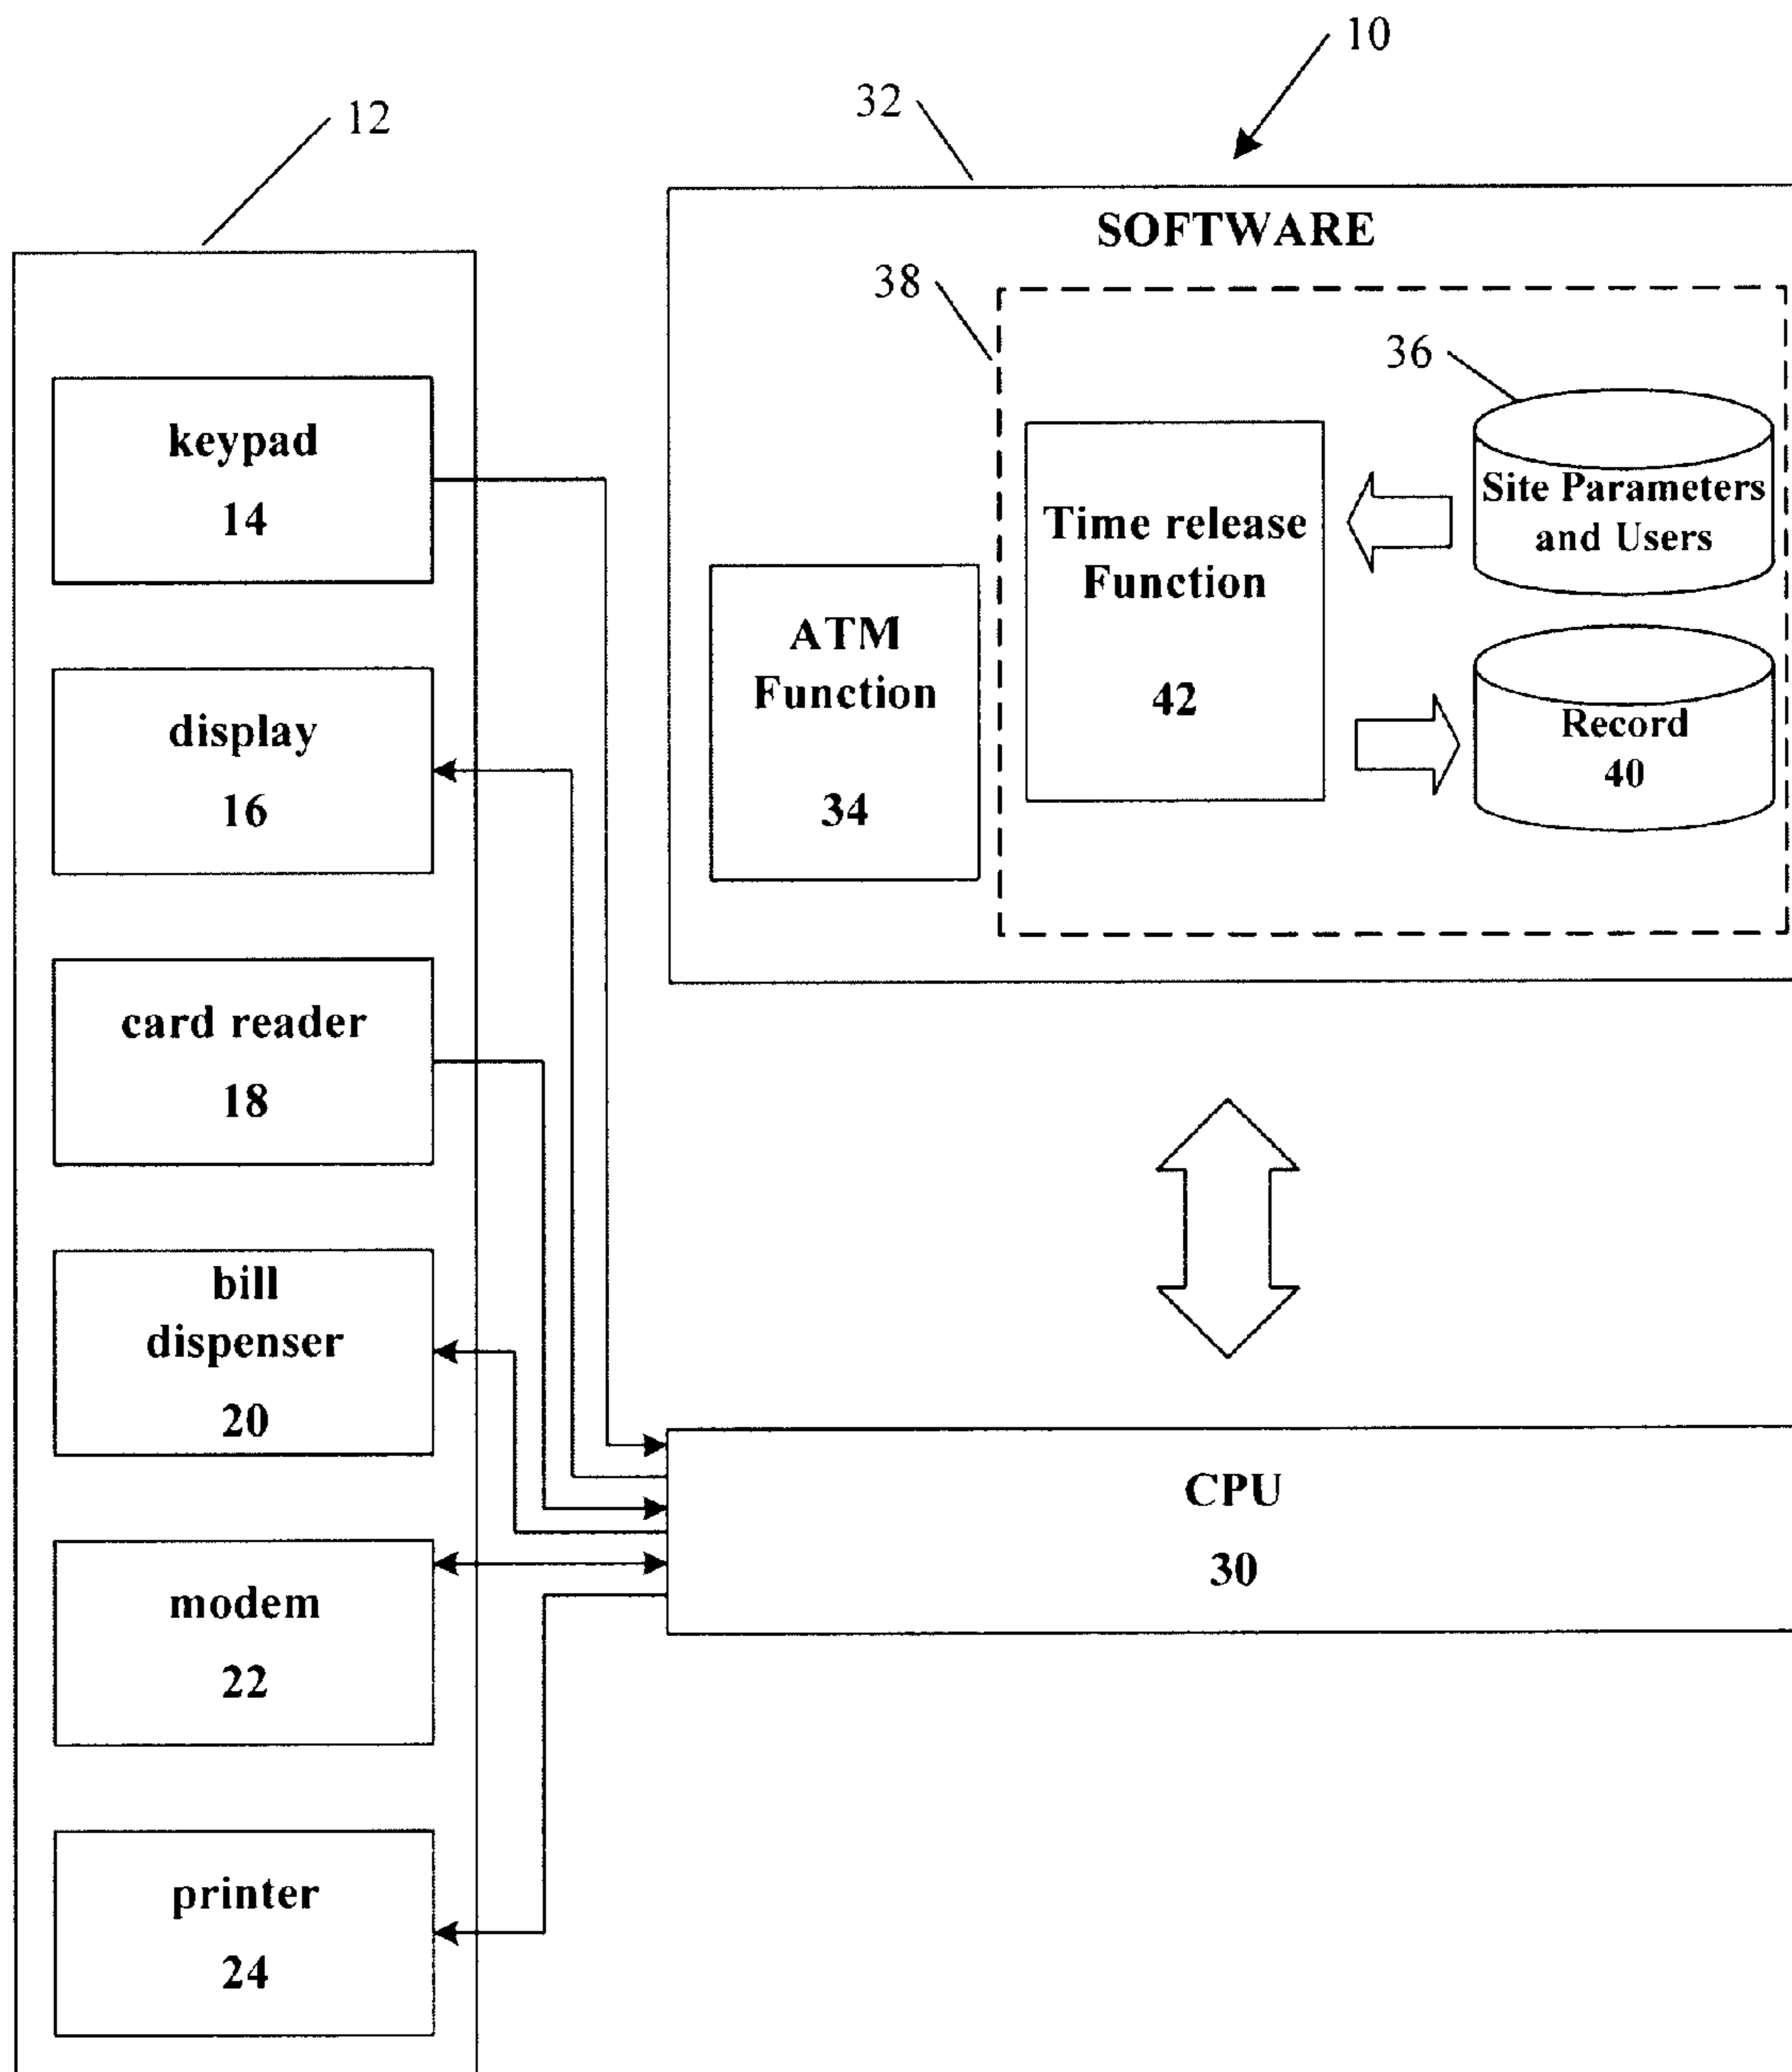 10
12
32
SOFTWARE
38
36
keypad
14
Site Parameters
and Users
Time release
Function
42
ATM
Function
34
Record
40
display
16
card reader
18
bill
dispenser
20
CPU
30
modem
22
printer
24